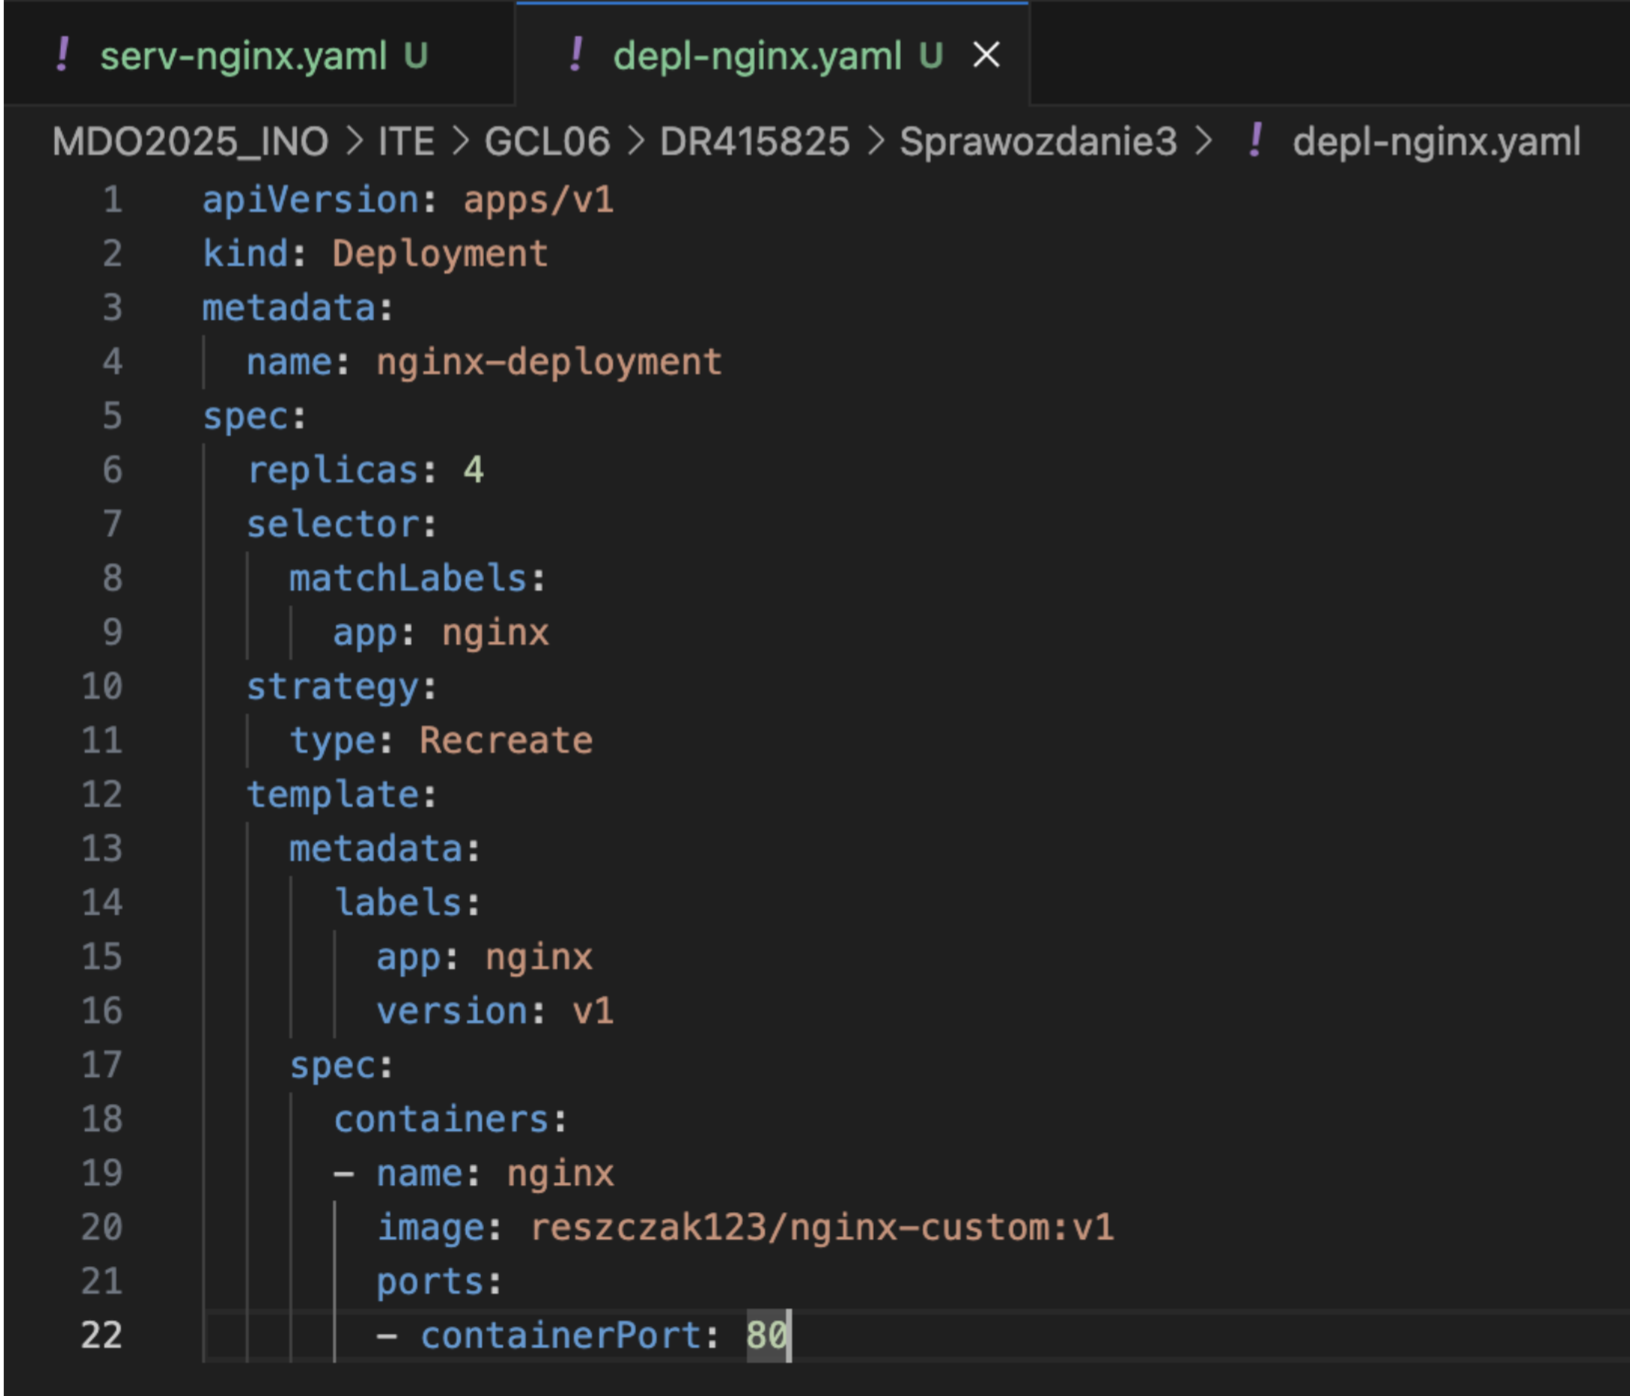 ! serv-nginx.yaml U ! depl-nginx.yaml U ×
MDO2025_INO > ITE > GCL06 > DR415825 > Sprawozdanie3 > ! depl-nginx.yaml
1 apiVersion: apps/v1
2 kind: Deployment
3 metadata:
4   name: nginx-deployment
5 spec:
6   replicas: 4
7   selector:
8     matchLabels:
9       app: nginx
10   strategy:
11     type: Recreate
12   template:
13     metadata:
14       labels:
15         app: nginx
16         version: v1
17     spec:
18       containers:
19       - name: nginx
20         image: reszczak123/nginx-custom:v1
21         ports:
22         - containerPort: 80